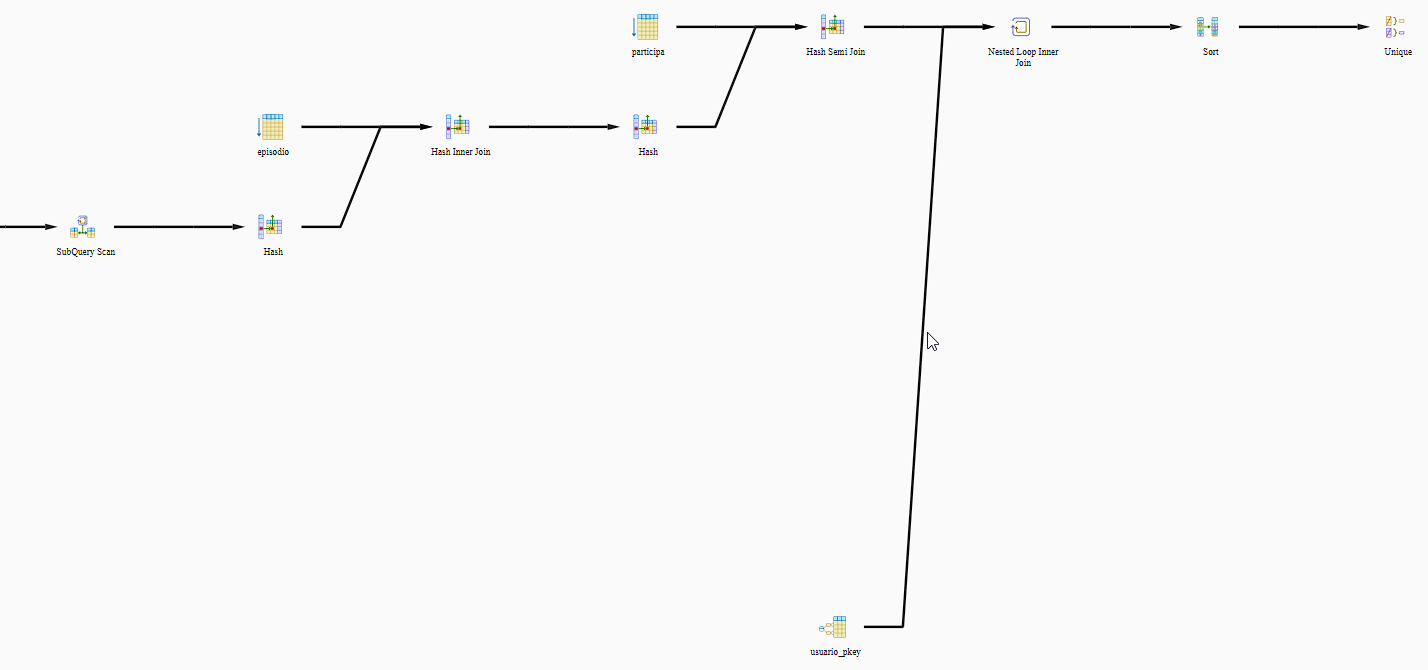 participa
Hash Semi Join
Nested Loop Inner
Join
Sort
Unique
episodio
Hash Inner Join
Hash
SubQuery Scan
Hash
usuario_pkey